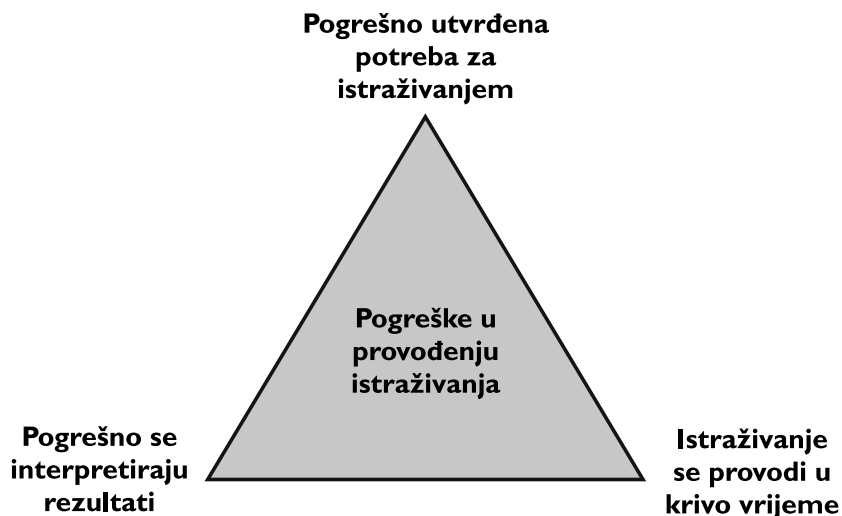 Pogrešno utvrđena
potreba za
istraživanjem
Pogreške u
provođenju
istraživanja
Pogrešno se
interpretiraju
rezultati
Istraživanje
se provodi u
krivo vrijeme